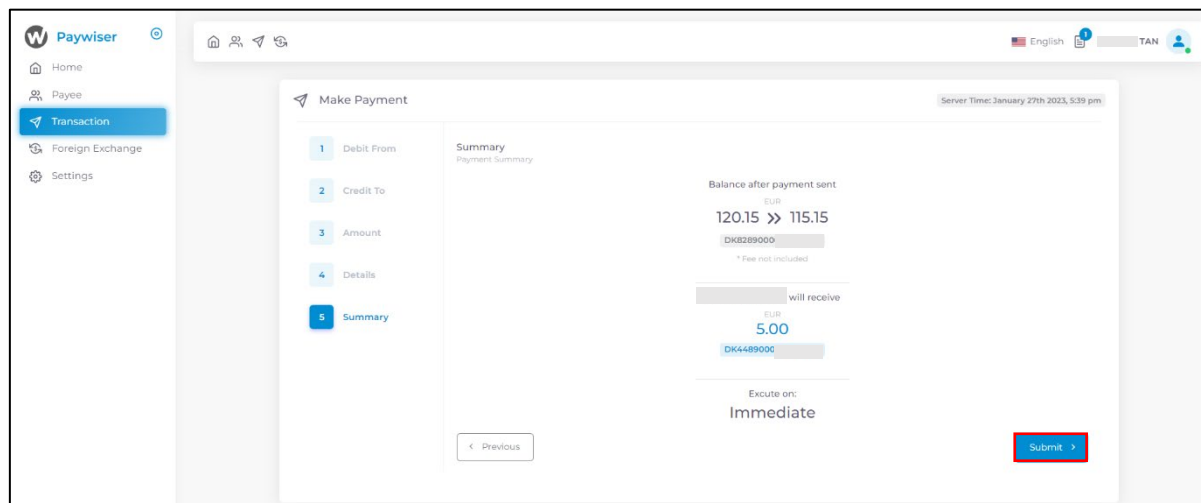 Paywiser
English
1
TAN
Home
Payee
Transaction
Foreign Exchange
Settings
Make Payment
Server Time: January 27th 2023, 5:39 pm
1 Debit From
2 Credit To
3 Amount
4 Details
5 Summary
Summary
Payment Summary
Balance after payment sent
EUR
120.15 >> 115.15
DK8289000
* Fee not included
will receive
EUR
5.00
DK4489000
Excute on:
Immediate
< Previous
Submit >